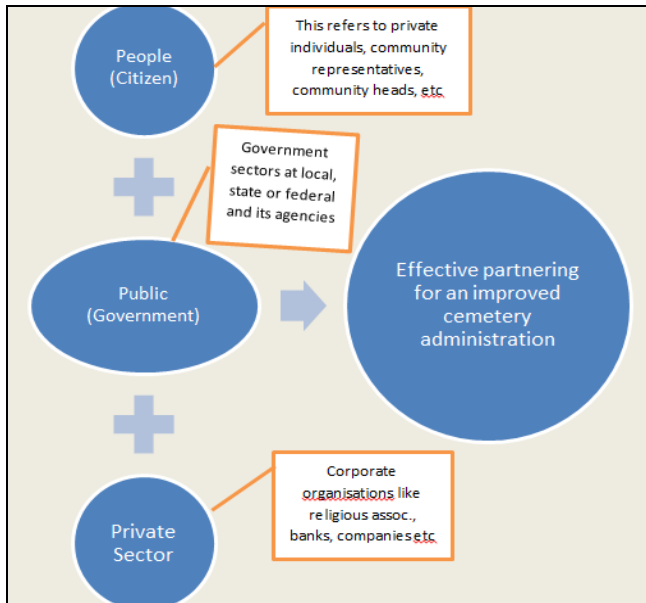 People
(Citizen)
This refers to private
individuals, community
representatives,
community heads, etc
Government
sectors at local,
state or federal
and its agencies
Public
(Government)
Effective partnering
for an improved
cemetery
administration
Private
Sector
Corporate
organisations like
religious assoc.,
banks, companies etc